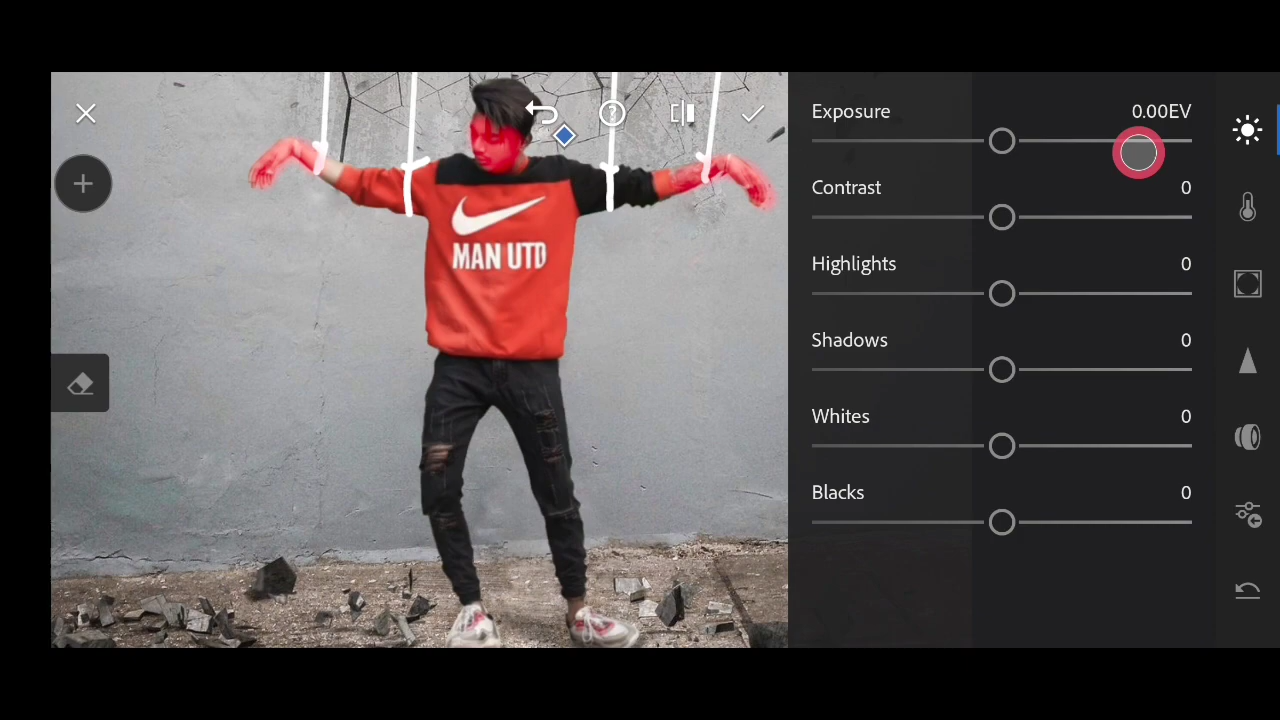 Exposure 0.00EV
Contrast 0
Highlights 0
Shadows 0
Whites 0
Blacks 0
MAN UTD